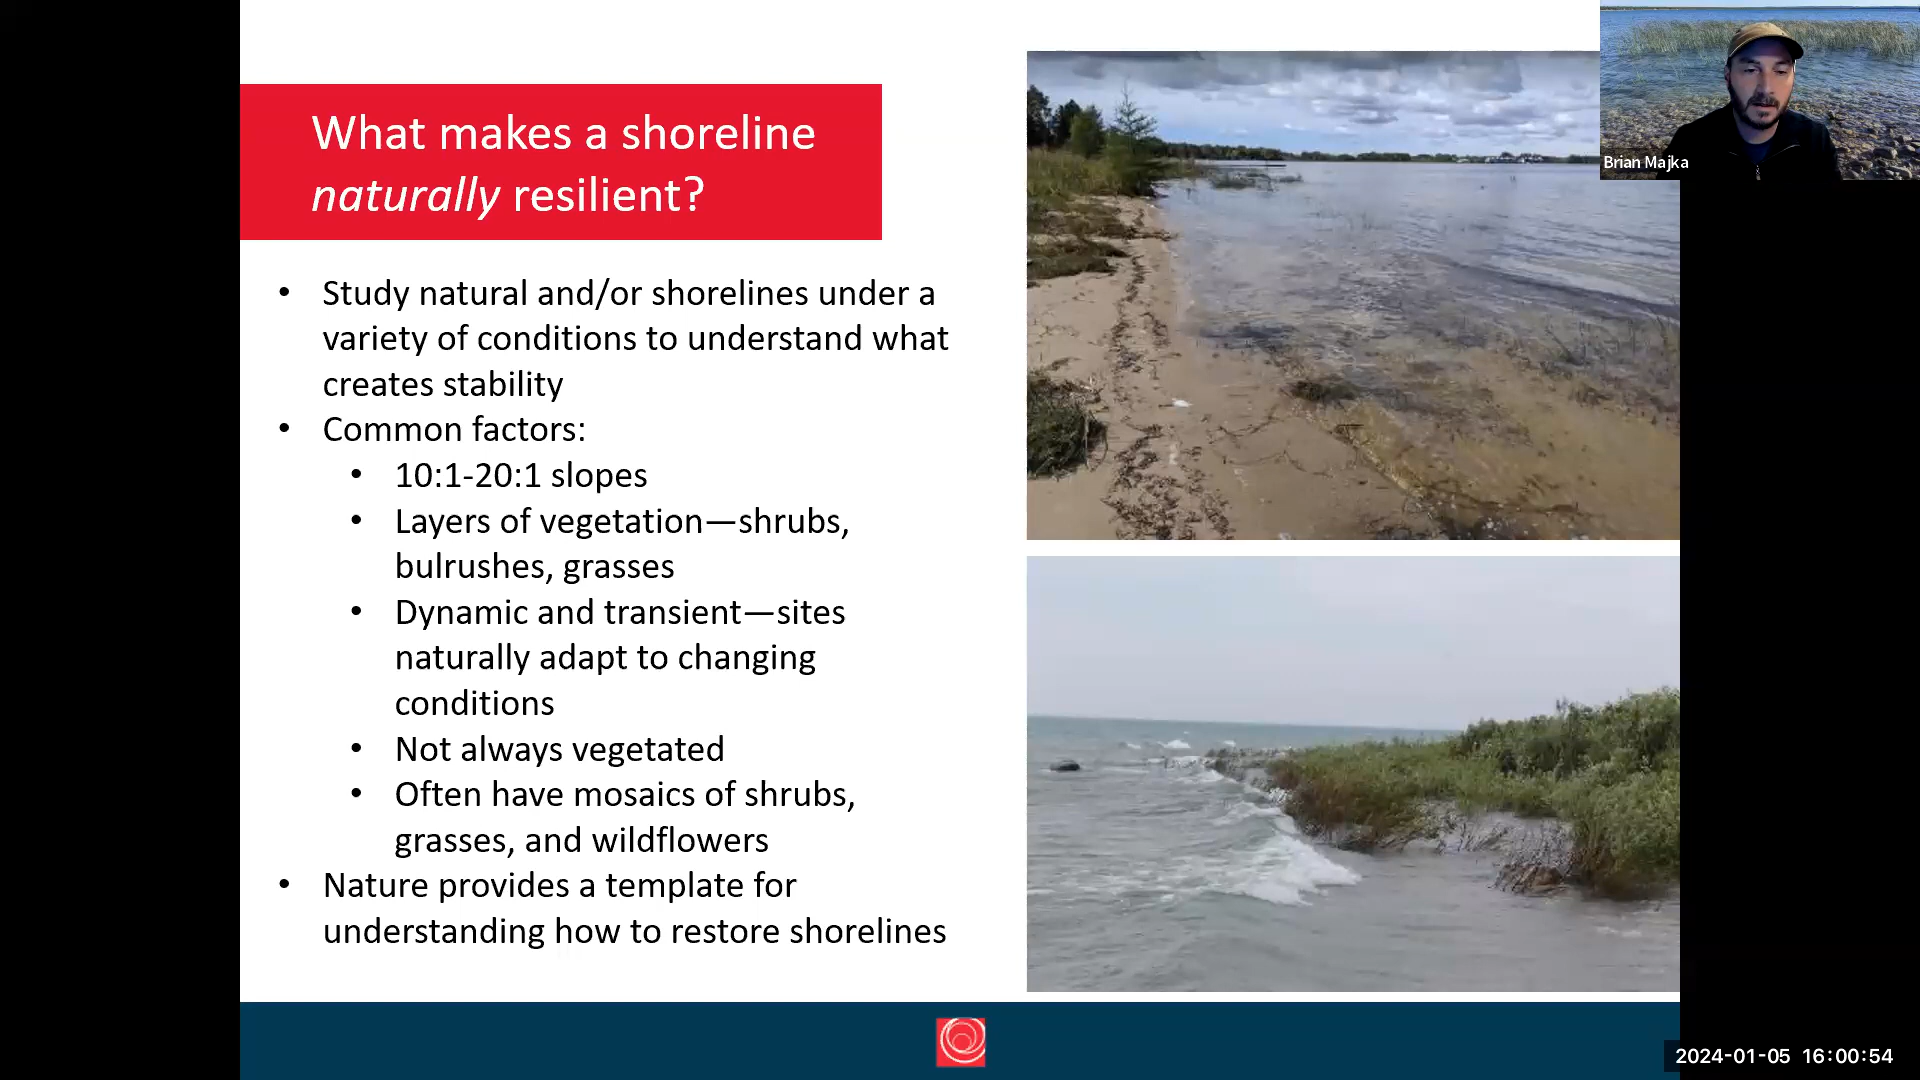 What makes a shoreline
naturally resilient?
• Study natural and/or shorelines under a
variety of conditions to understand what
creates stability
• Common factors:
• 10:1-20:1 slopes
• Layers of vegetation—shrubs,
bulrushes, grasses
• Dynamic and transient—sites
naturally adapt to changing
conditions
• Not always vegetated
• Often have mosaics of shrubs,
grasses, and wildflowers
• Nature provides a template for
understanding how to restore shorelines
Brian Majka
2024-01-05 16:00:54